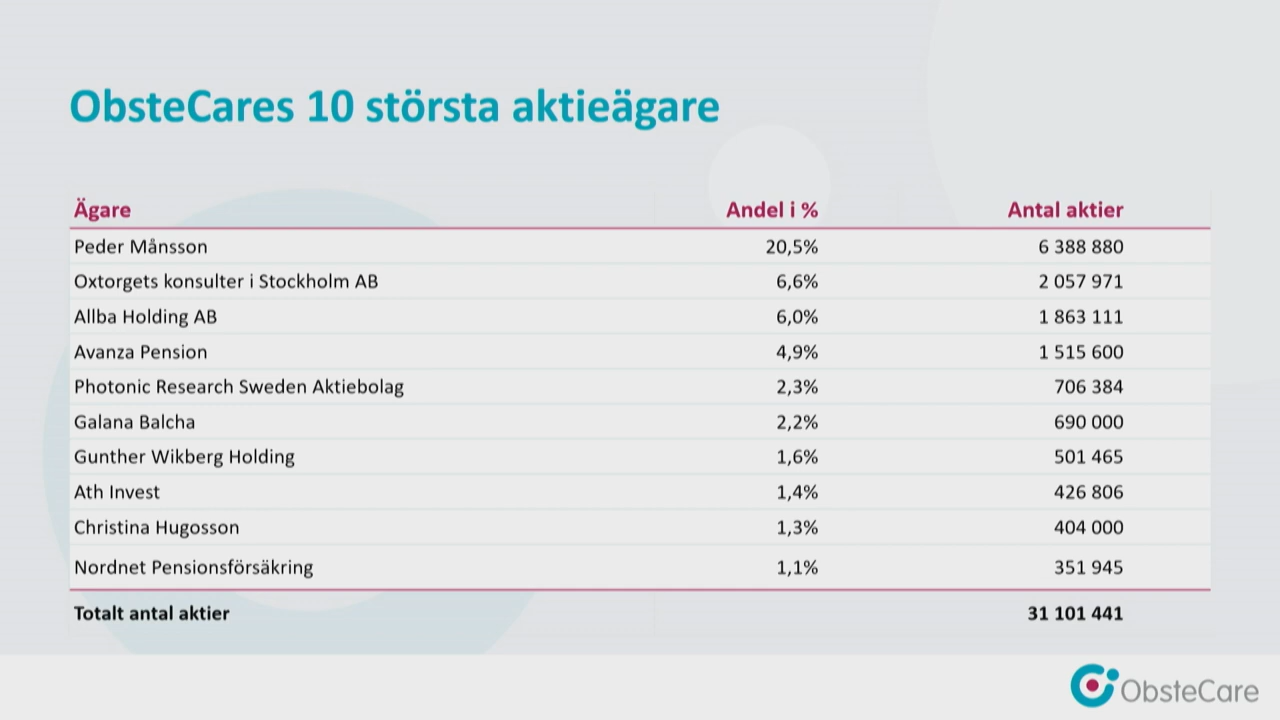 ObsteCares 10 största aktieägare
Ägare Andel i % Antal aktier
Peder Månsson 20,5% 6 388 880
Oxtorgets konsulter i Stockholm AB 6,6% 2 057 971
Allba Holding AB 6,0% 1 863 111
Avanza Pension 4,9% 1 515 600
Photonic Research Sweden Aktiebolag 2,3% 706 384
Galana Balcha 2,2% 690 000
Gunther Wikberg Holding 1,6% 501 465
Ath Invest 1,4% 426 806
Christina Hugosson 1,3% 404 000
Nordnet Pensionsförsäkring 1,1% 351 945
Totalt antal aktier 31 101 441
ObsteCare